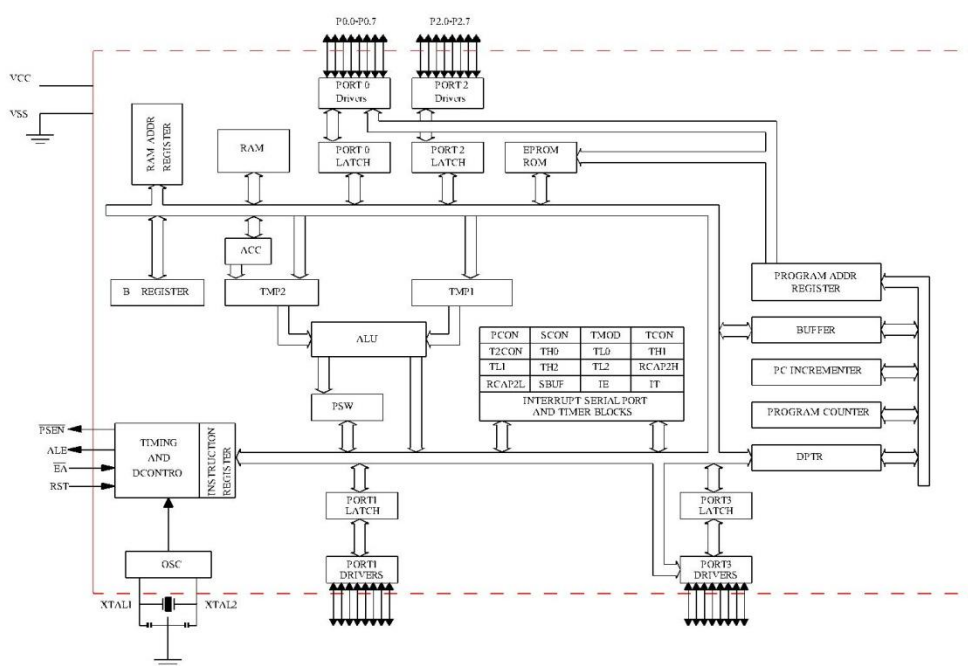 P0.0-P0.7
P2.0-P2.7
VCC
VSS
PORT 0
Drivers
PORT 2
Drivers
RAM ADDR
REGISTER
RAM
PORT 0
LATCH
PORT 2
LATCH
EPROM
ROM
ACC
B REGISTER
TMP2
TMP1
PROGRAM ADDR
REGISTER
ALU
BUFFER
PCON SCON TMOD TCON
T2CON TH0 TL0 TH1
TL1 TH2 TL2 RCAP2H
RCAP2L SBUF IE IT
INTERRUPT SERIAL PORT
AND TIMER BLOCKS
PC INCREMENTER
PSW
PROGRAM COUNTER
PSEN
ALE
EA
RST
TIMING
AND
DCONTRO
INSTRUCTION
REGISTER
DPTR
PORT1
LATCH
PORT3
LATCH
OSC
PORT1
DRIVERS
PORT3
DRIVERS
XTAL1
XTAL2